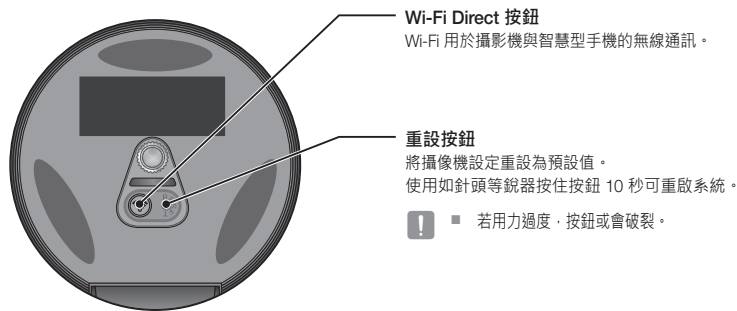 Wi-Fi Direct 按鈕
Wi-Fi 用於攝影機與智慧型手機的無線通訊。
重設按鈕
將攝像機設定重設為預設值。
使用如針頭等銳器按住按鈕 10 秒可重啟系統。
■ 若用力過度，按鈕或會破裂。